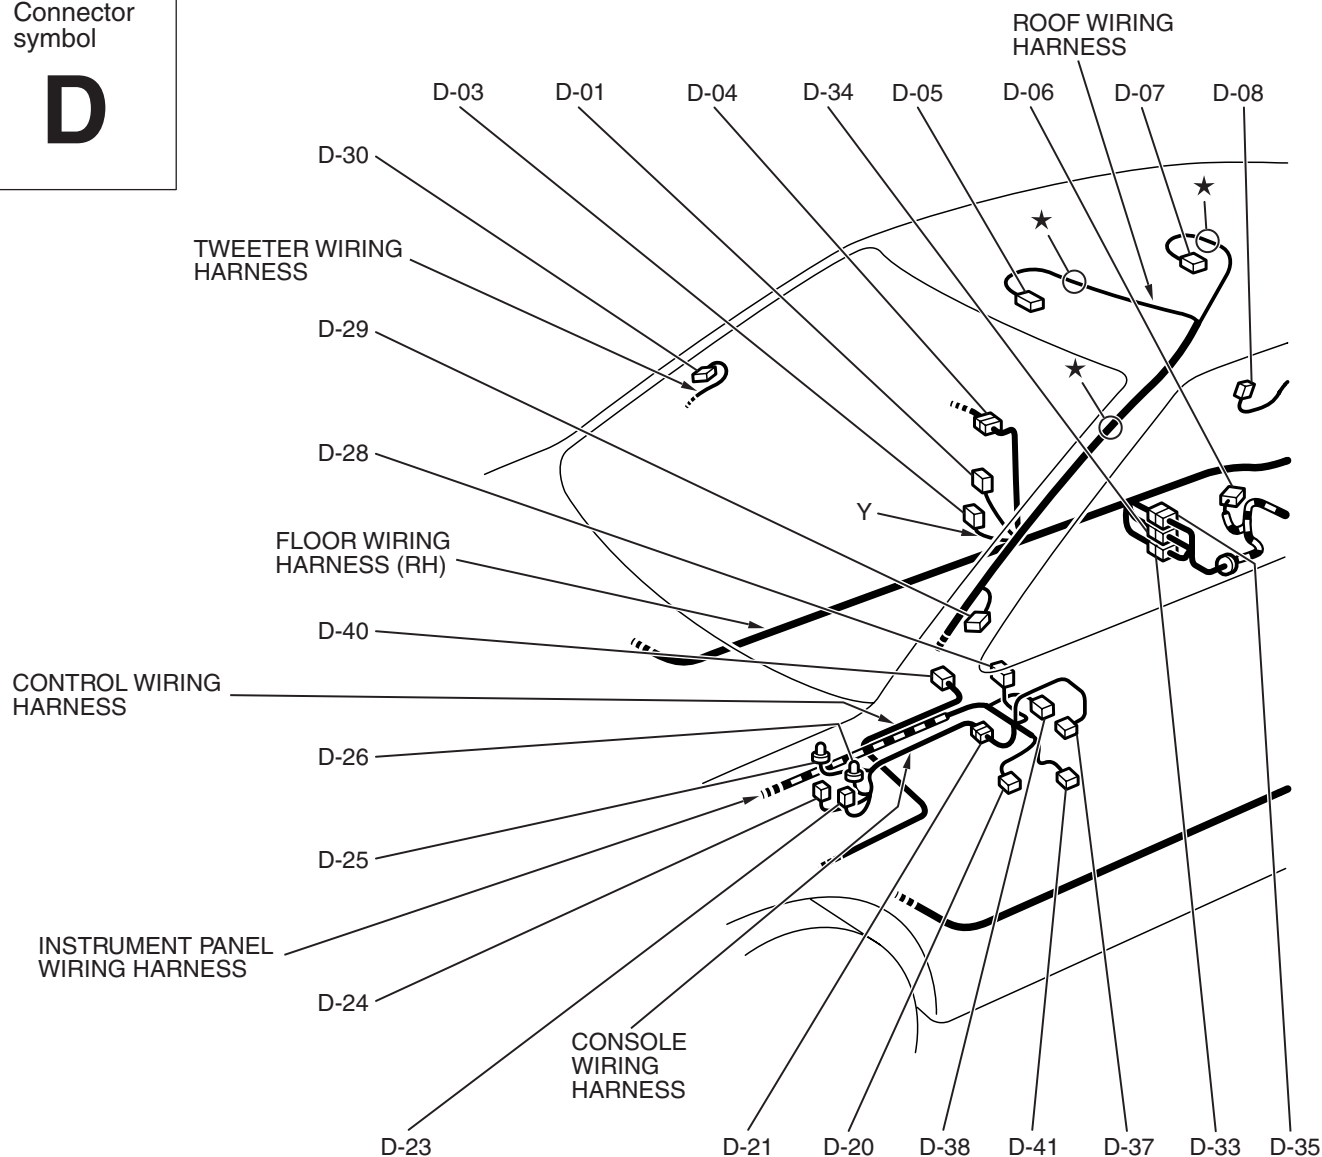 Connector
symbol
D
ROOF WIRING
HARNESS
D-03
D-01
D-04
D-34
D-05
D-06
D-07
D-08
D-30
TWEETER WIRING
HARNESS
D-29
D-28
Y
FLOOR WIRING
HARNESS (RH)
D-40
CONTROL WIRING
HARNESS
D-26
D-25
INSTRUMENT PANEL
WIRING HARNESS
D-24
CONSOLE
WIRING
HARNESS
D-23
D-21
D-20
D-38
D-41
D-37
D-33
D-35